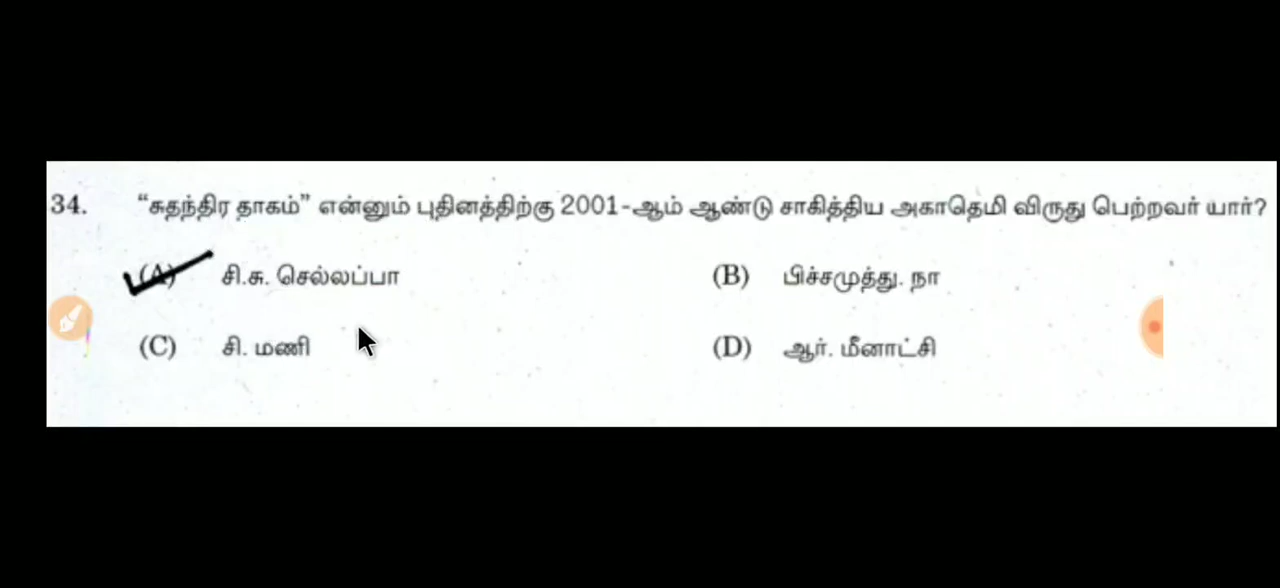 34. “சுதந்திர தாகம்” என்னும் புதினத்திற்கு 2001-ஆம் ஆண்டு சாகித்திய அகாதெமி விருது பெற்றவர் யார்?
(A) சி.சு. செல்லப்பா (B) பிச்சமுத்து. நா
(C) சி. மணி (D) ஆர். மீனாட்சி